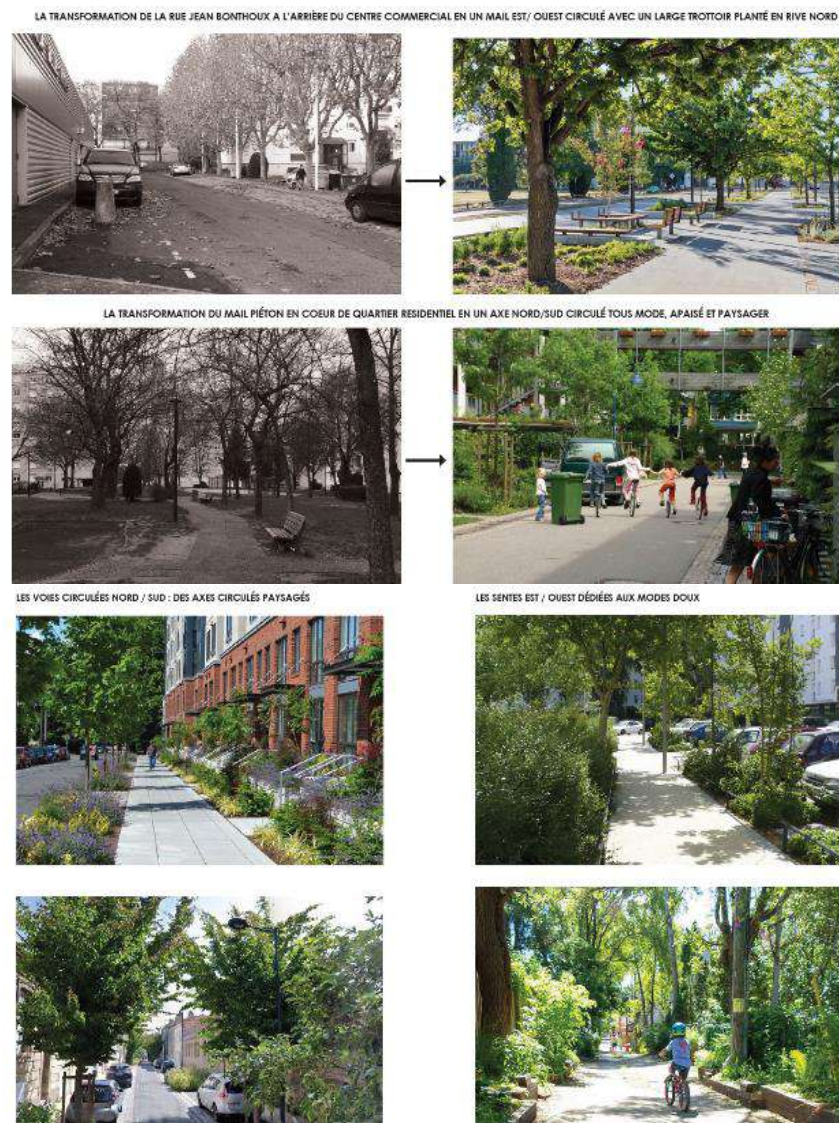 LA TRANSFORMATION DE LA RUE JEAN BONTHOUX A L'ARRIÈRE DU CENTRE COMMERCIAL EN UN MAIL EST/ OUEST CIRCULÉ AVEC UN LARGE TROTTOIR PLANTÉ EN RIVE NORD
LA TRANSFORMATION DU MAIL PIÉTON EN COEUR DE QUARTIER RESIDENTIEL EN UN AXE NORD/SUD CIRCULÉ TOUS MODE, APAISÉ ET PAYSAGER
LES VOIES CIRCULÉES NORD / SUD : DES AXES CIRCULÉS PAYSAGÉS
LES SENTES EST / OUEST DÉDIÉES AUX MODES DOUX